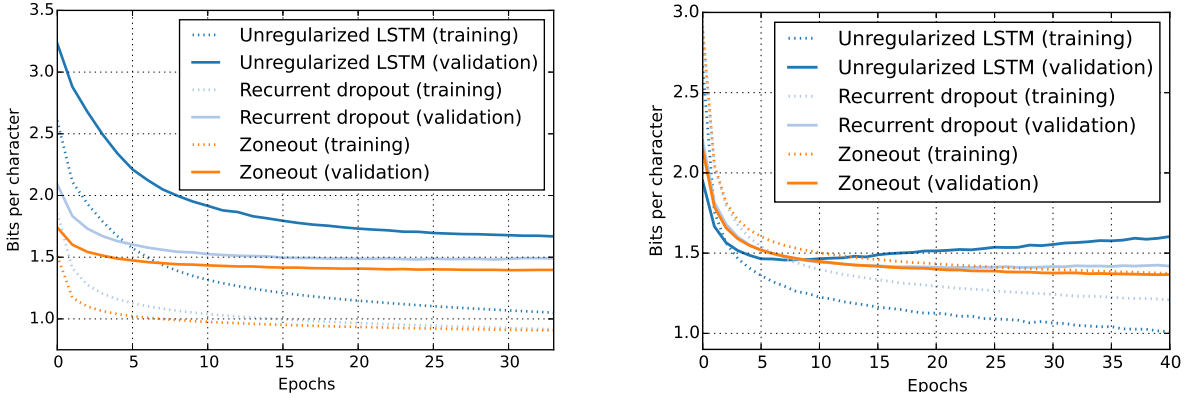 3.5
3.0
2.5
2.0
1.5
1.0
Bits per character
Unregularized LSTM (training)
Unregularized LSTM (validation)
Recurrent dropout (training)
Recurrent dropout (validation)
Zoneout (training)
Zoneout (validation)
0 5 10 15 20 25 30
Epochs
3.0
2.5
2.0
1.5
1.0
Bits per character
Unregularized LSTM (training)
Unregularized LSTM (validation)
Recurrent dropout (training)
Recurrent dropout (validation)
Zoneout (training)
Zoneout (validation)
0 5 10 15 20 25 30 35 40
Epochs